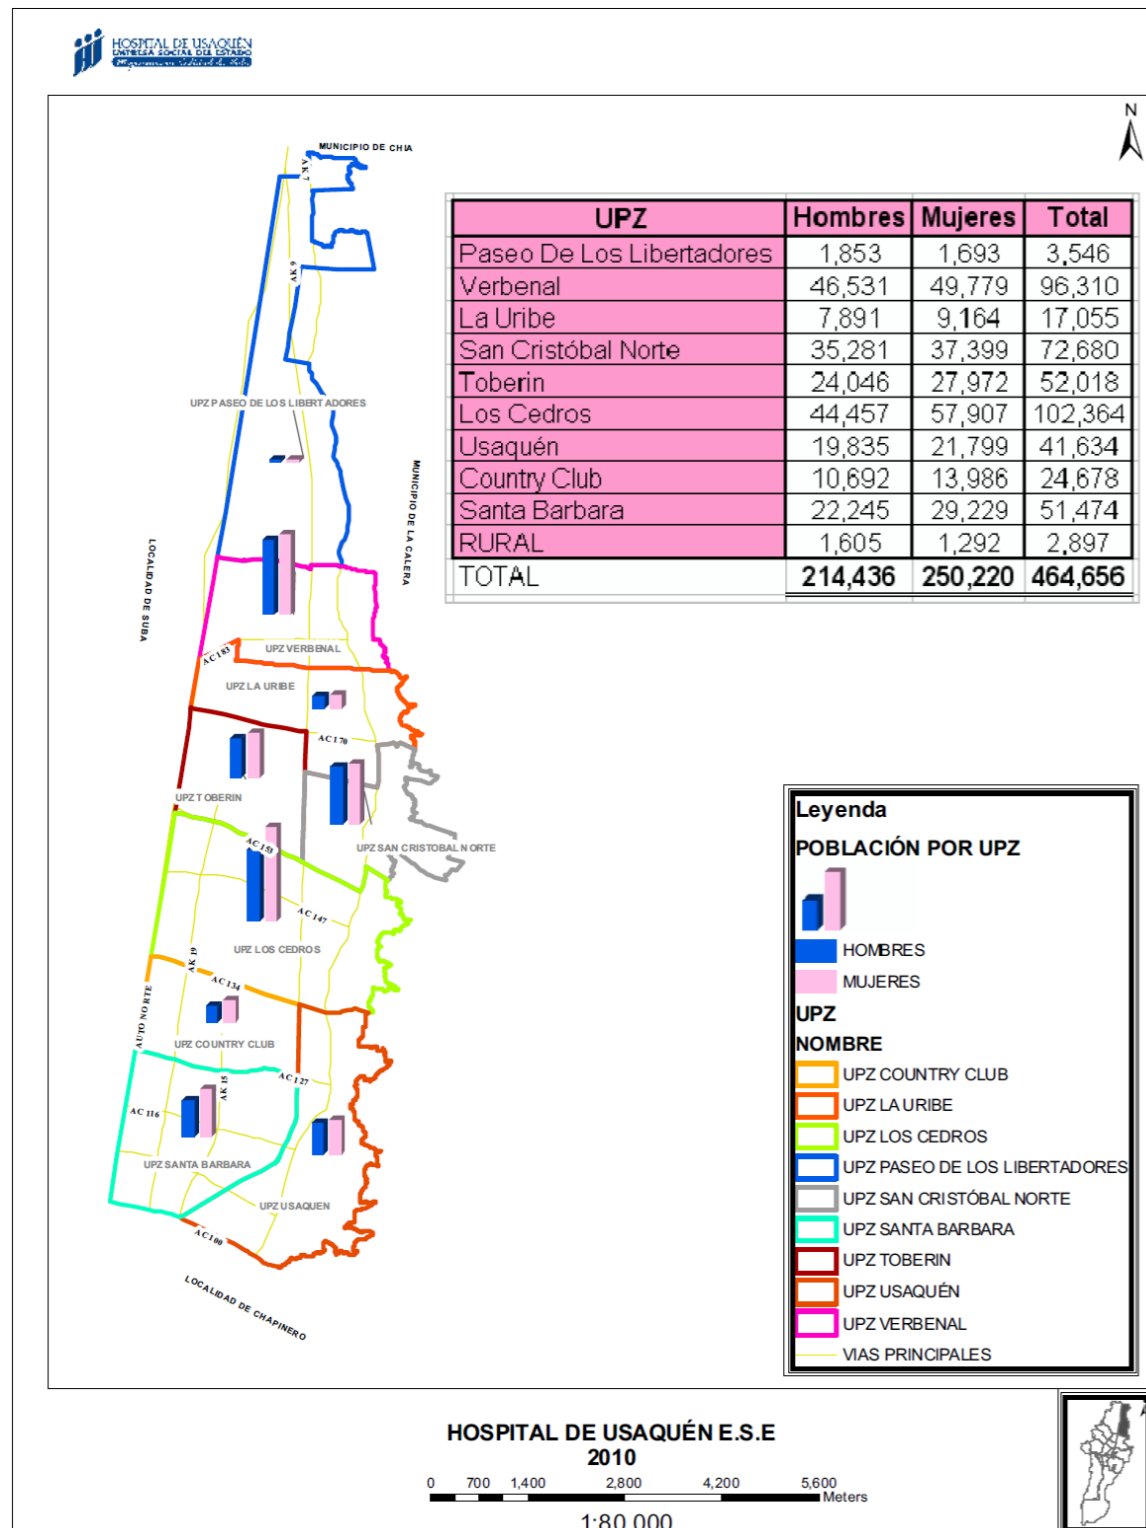 HOSPITAL DE USAQUÉN
EMPRESA SOCIAL DEL ESTADO
N
MUNICIPIO DE CHIA
AK 7
AK 9
UPZ Hombres Mujeres Total
Paseo De Los Libertadores 1,853 1,693 3,546
Verbenal 46,531 49,779 96,310
La Uribe 7,891 9,164 17,055
San Cristóbal Norte 35,281 37,399 72,680
Toberin 24,046 27,972 52,018
Los Cedros 44,457 57,907 102,364
Usaquén 19,835 21,799 41,634
Country Club 10,692 13,986 24,678
Santa Barbara 22,245 29,229 51,474
RURAL 1,605 1,292 2,897
TOTAL 214,436 250,220 464,656
UPZ PASEO DE LOS LIBERTADORES
MUNICIPIO DE LA CALERA
LOCALIDAD DE SUBA
UPZ VERBENAL
AC 183
UPZ LA URIBE
AC 170
UPZ TOBERIN
AC 153
UPZ SAN CRISTOBAL NORTE
AC 147
UPZ LOS CEDROS
AK 19
AC 134
AUTO NORTE
UPZ COUNTRY CLUB
AC 127
AK 15
AC 116
UPZ SANTA BARBARA
UPZ USAQUEN
AC 100
LOCALIDAD DE CHAPINERO
Leyenda
POBLACIÓN POR UPZ
HOMBRES
MUJERES
UPZ
NOMBRE
UPZ COUNTRY CLUB
UPZ LA URIBE
UPZ LOS CEDROS
UPZ PASEO DE LOS LIBERTADORES
UPZ SAN CRISTÓBAL NORTE
UPZ SANTA BARBARA
UPZ TOBERIN
UPZ USAQUÉN
UPZ VERBENAL
VIAS PRINCIPALES
HOSPITAL DE USAQUÉN E.S.E
2010
0 700 1,400 2,800 4,200 5,600
Meters
1:80,000